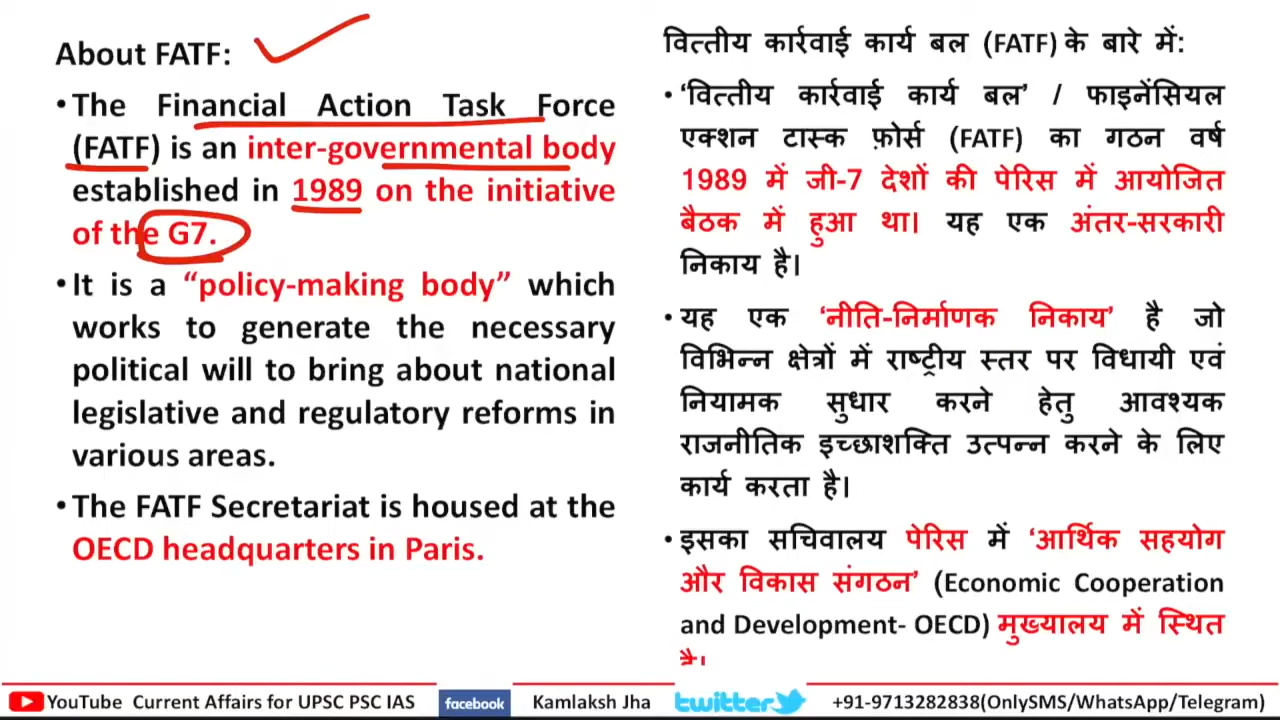 About FATF:
•The Financial Action Task Force
(FATF) is an inter-governmental body
established in 1989 on the initiative
of the G7.
•It is a “policy-making body” which
works to generate the necessary
political will to bring about national
legislative and regulatory reforms in
various areas.
•The FATF Secretariat is housed at the
OECD headquarters in Paris.
वित्तीय कार्रवाई कार्य बल (FATF) के बारे में:
•‘वित्तीय कार्रवाई कार्य बल’ / फाइनेंसियल
एक्शन टास्क फ़ोर्स (FATF) का गठन वर्ष
1989 में जी-7 देशों की पेरिस में आयोजित
बैठक में हुआ था। यह एक अंतर-सरकारी
निकाय है।
•यह एक ‘नीति-निर्माणक निकाय’ है जो
विभिन्न क्षेत्रों में राष्ट्रीय स्तर पर विधायी एवं
नियामक सुधार करने हेतु आवश्यक
राजनीतिक इच्छाशक्ति उत्पन्न करने के लिए
कार्य करता है।
•इसका सचिवालय पेरिस में ‘आर्थिक सहयोग
और विकास संगठन’ (Economic Cooperation
and Development- OECD) मुख्यालय में स्थित
है।
YouTube Current Affairs for UPSC PSC IAS facebook Kamlaksh Jha twitter +91-9713282838(OnlySMS/WhatsApp/Telegram)